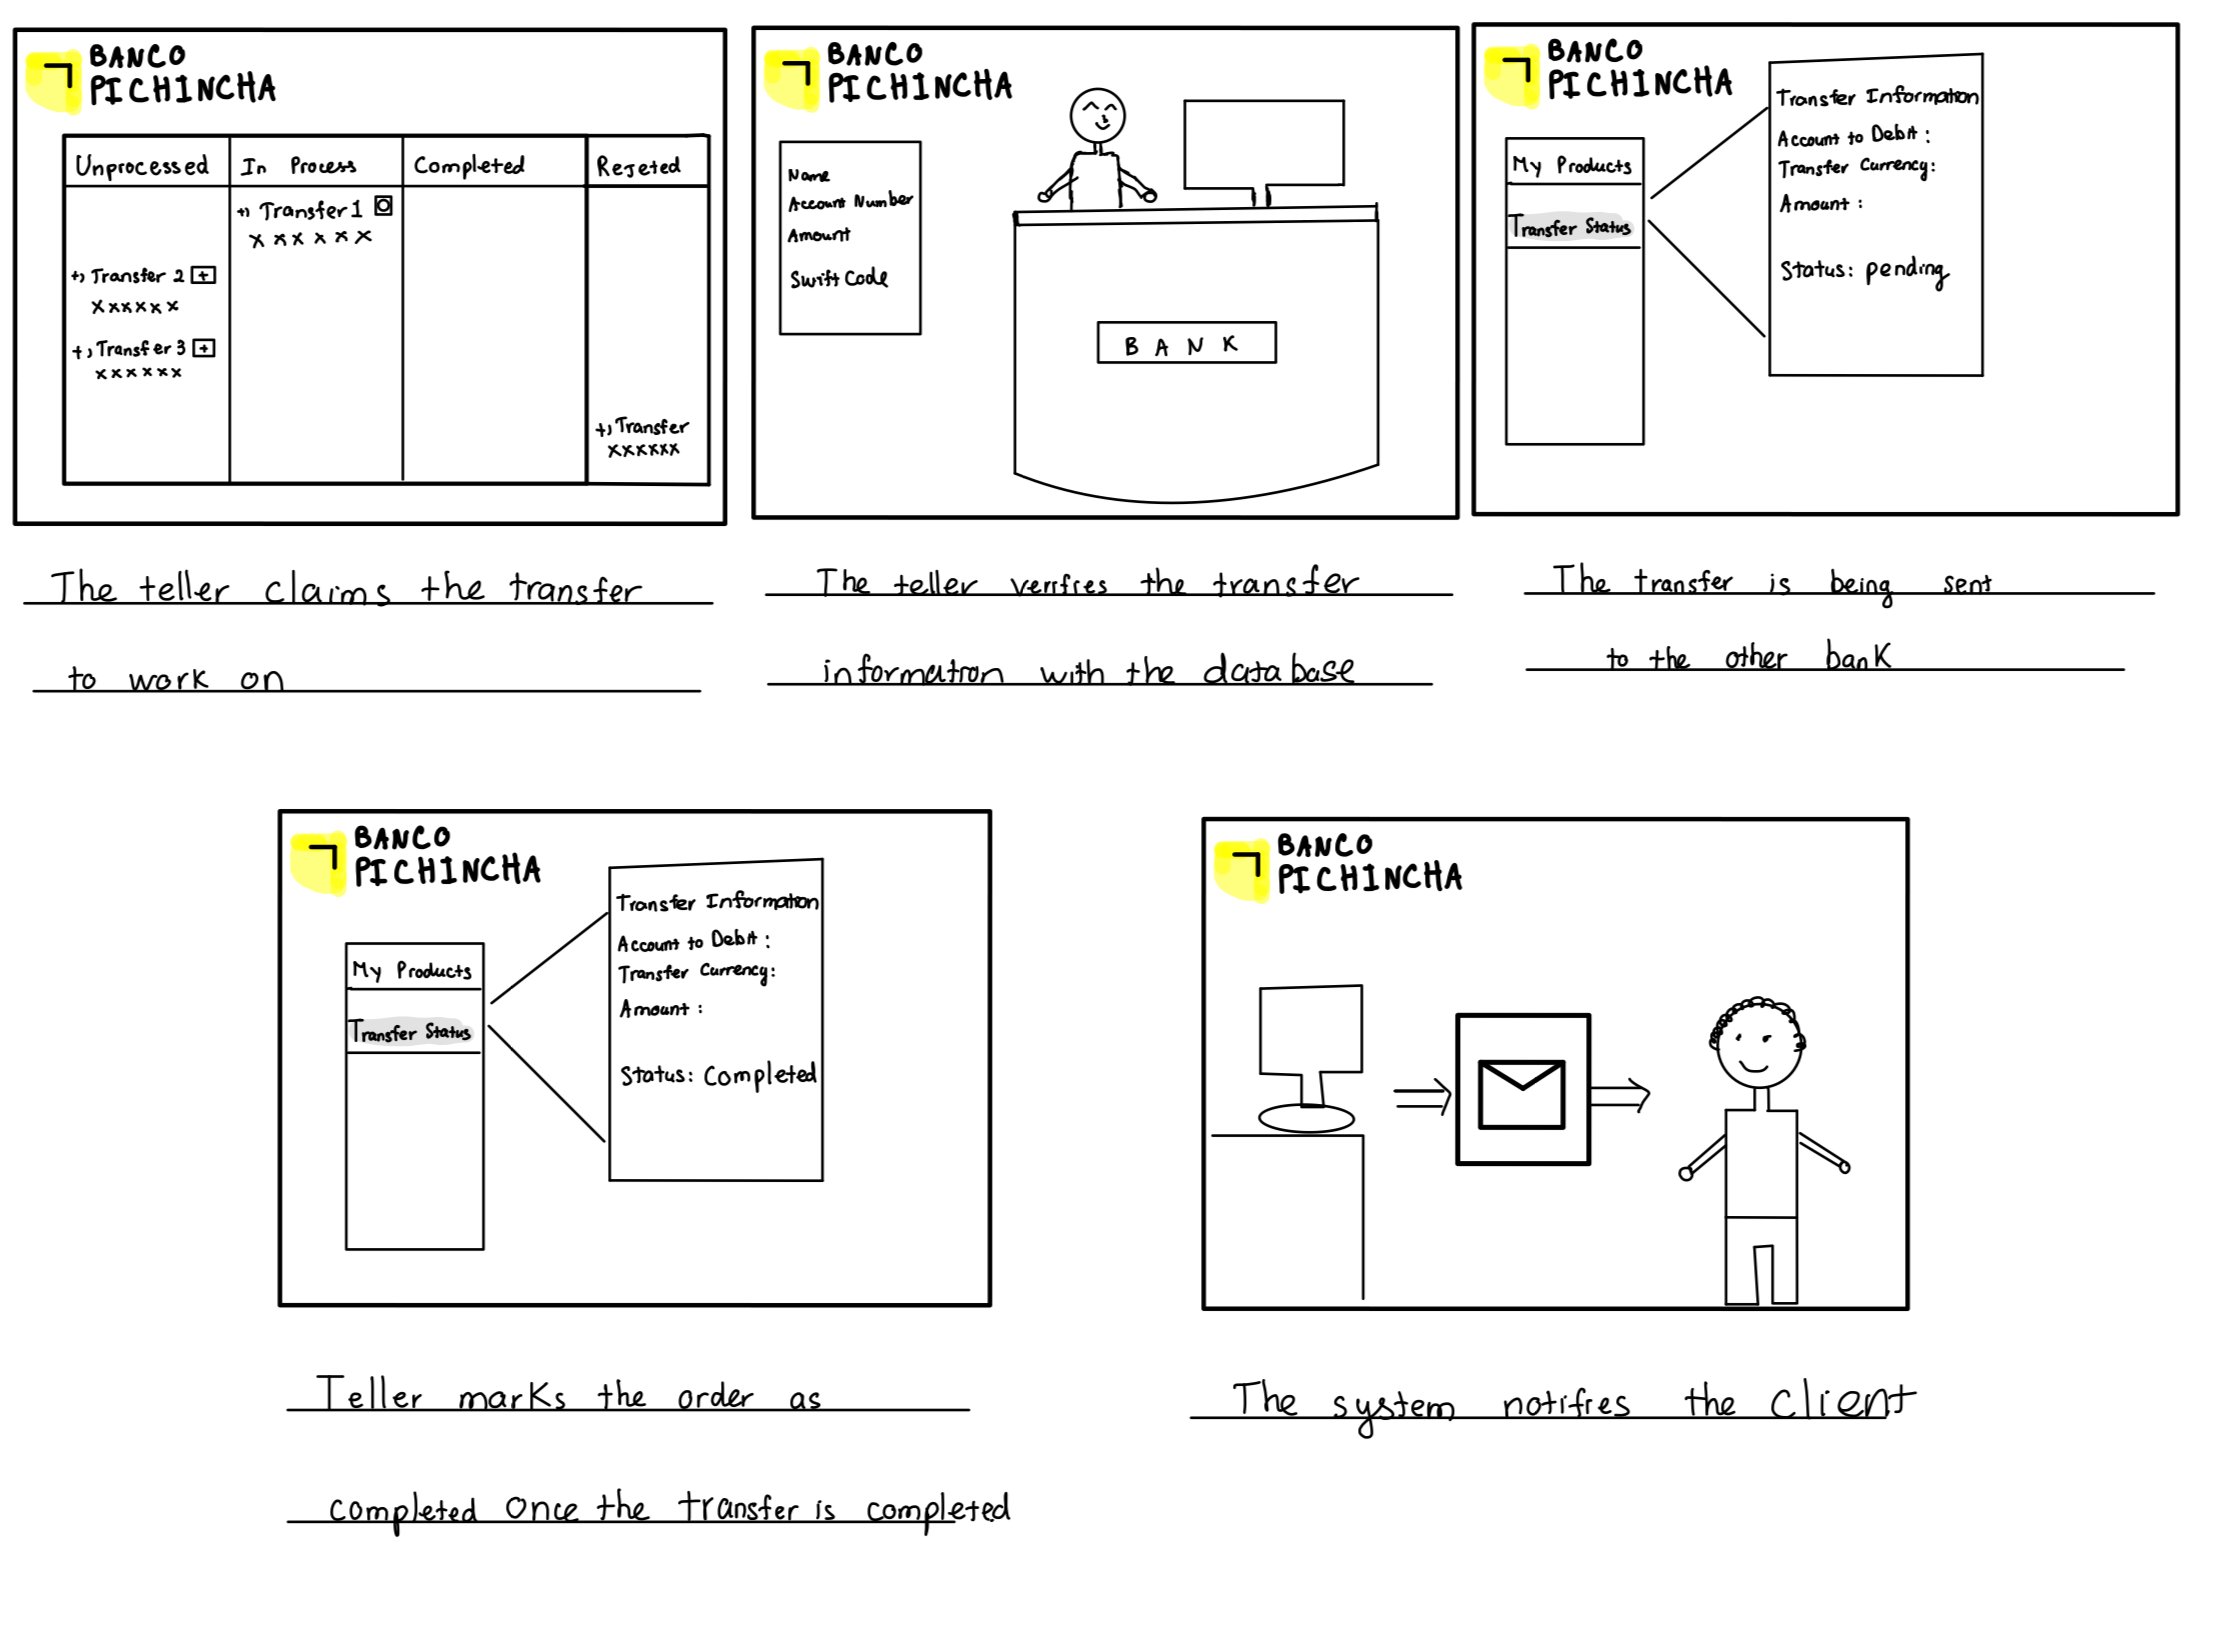 BANCO
PICHINCHA
Unprocessed In Process Completed Rejeted
+) Transfer 1
x x x x x x
+) Transfer 2 +
x x x x x x
+) Transfer 3 +
x x x x x x
+) Transfer
x x x x x x
The teller claims the transfer
to work on
BANCO
PICHINCHA
Name
Account Number
Amount
Swift Code
BANK
The teller verifies the transfer
information with the database
BANCO
PICHINCHA
My Products
Transfer Status
Transfer Information
Account to Debit :
Transfer Currency:
Amount :
Status: pending
The transfer is being sent
to the other bank
BANCO
PICHINCHA
My Products
Transfer Status
Transfer Information
Account to Debit :
Transfer Currency:
Amount :
Status: Completed
Teller marks the order as
completed Once the transfer is completed
BANCO
PICHINCHA
The system notifies the client